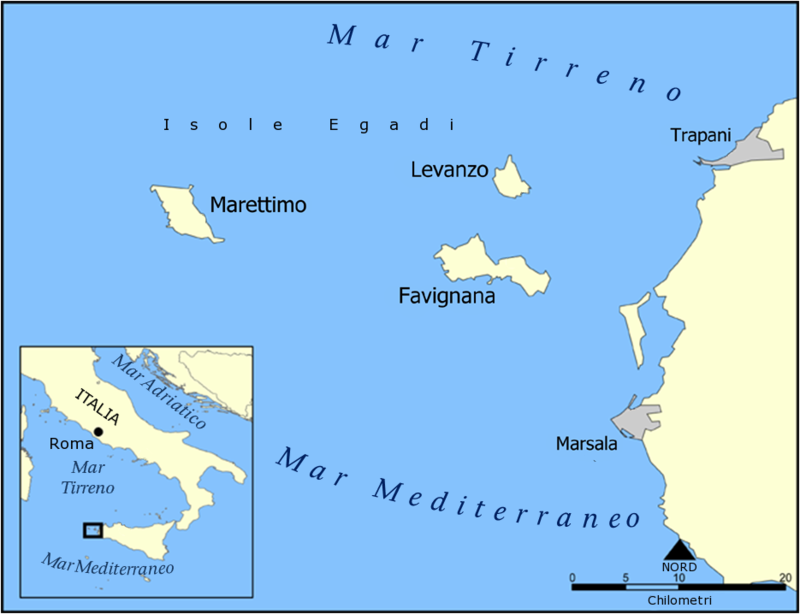 Mar Tirreno
Isole Egadi
Trapani
Levanzo
Marettimo
Favignana
Marsala
Mar Mediterraneo
Mar Adriatico
ITALIA
Roma
Mar
Tirreno
Mar Mediterraneo
NORD
0 5 10 20
Chilometri